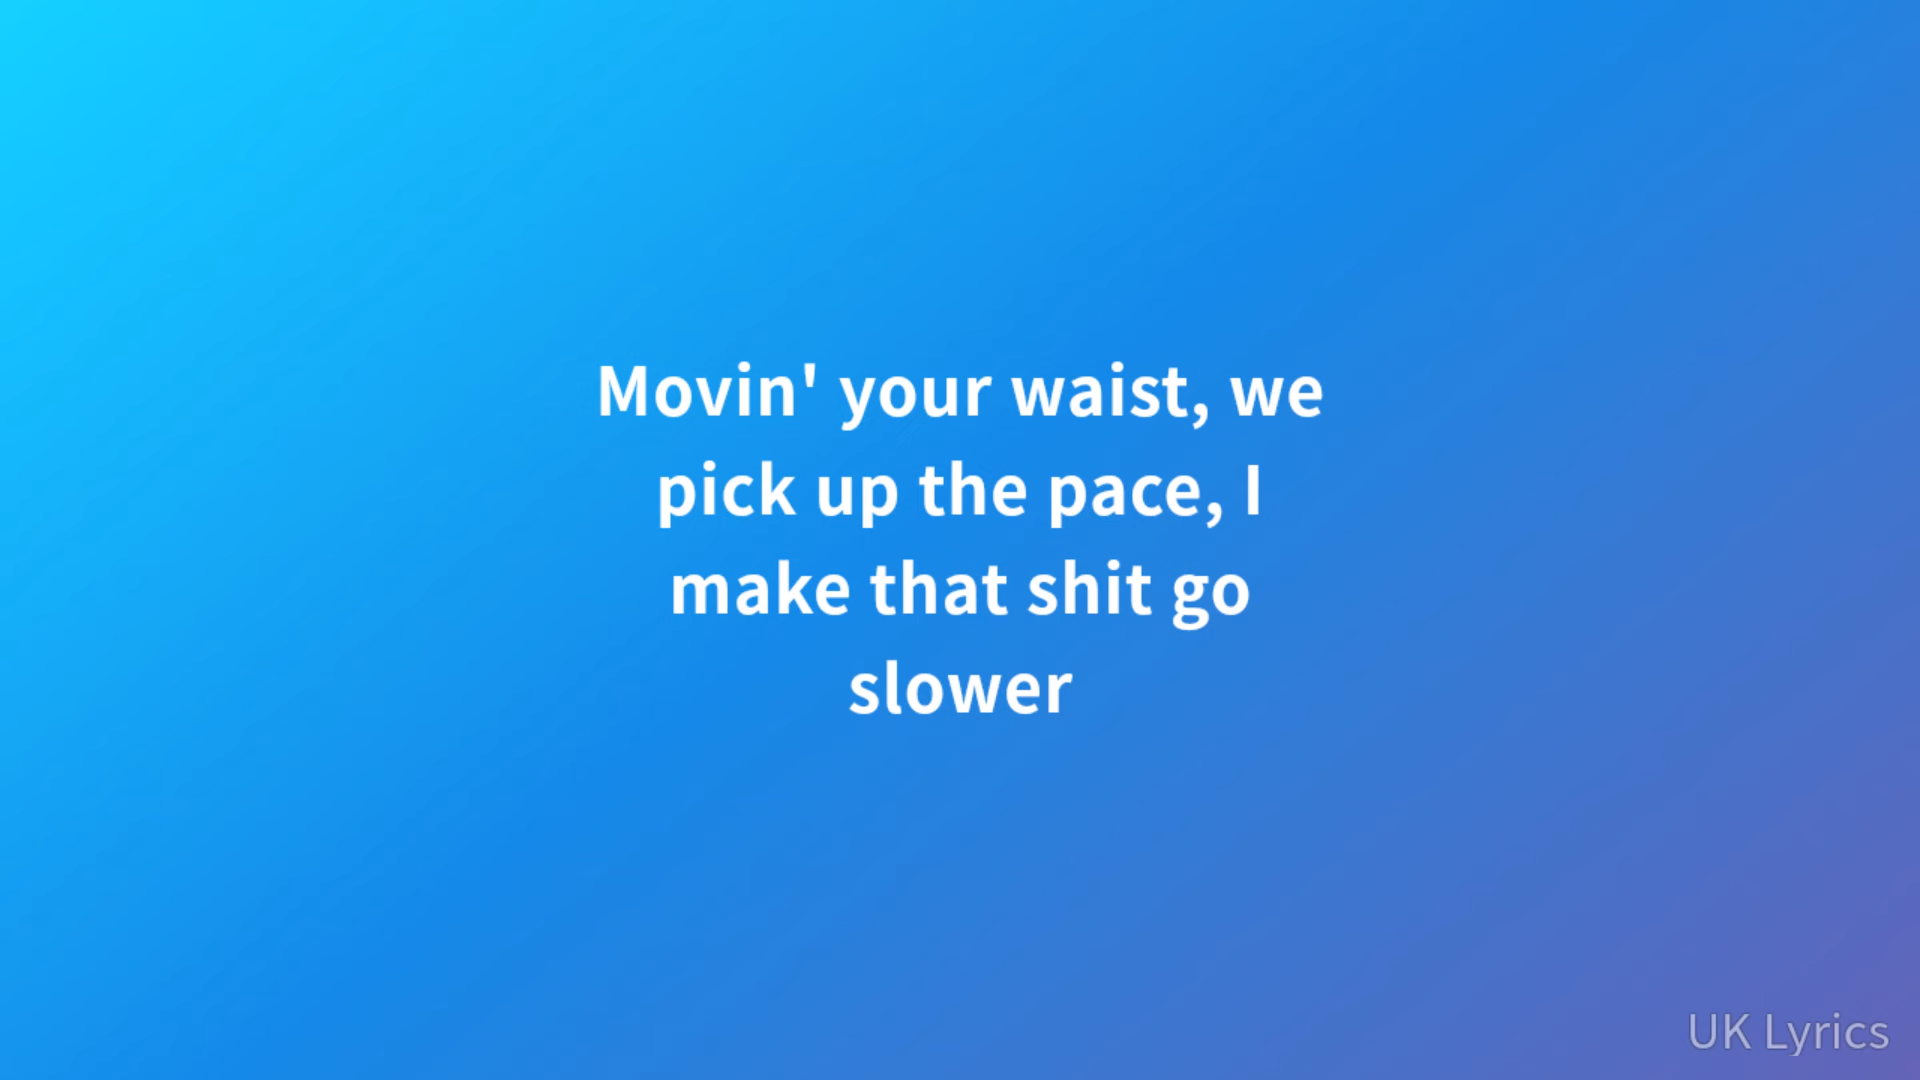 Movin' your waist, we
pick up the pace, I
make that shit go
slower
UK Lyrics